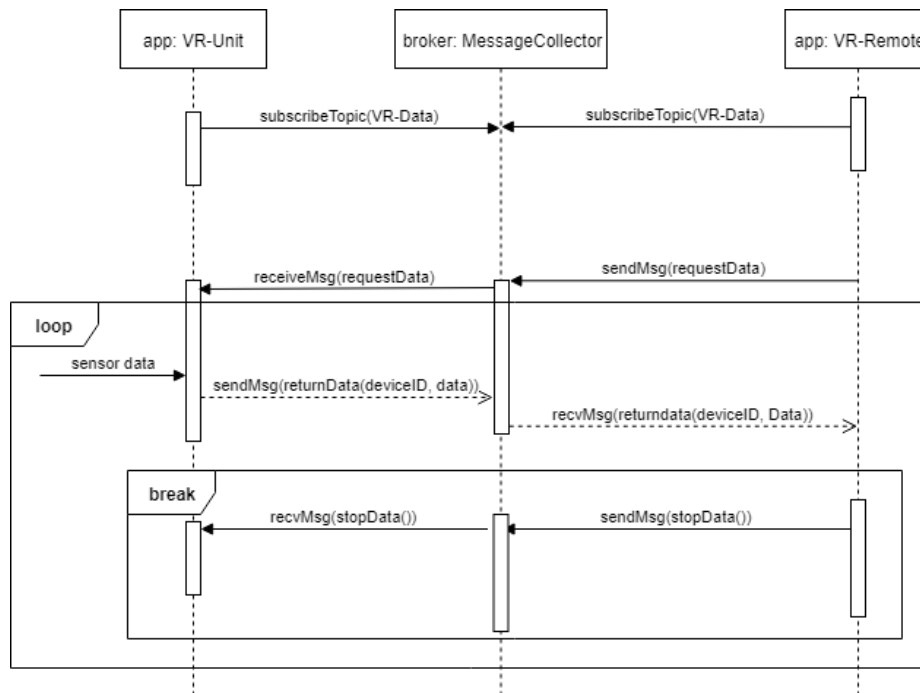 app: VR-Unit
broker: MessageCollector
app: VR-Remote
subscribeTopic(VR-Data)
subscribeTopic(VR-Data)
sendMsg(requestData)
receiveMsg(requestData)
loop
sensor data
sendMsg(returnData(deviceID, data))
recvMsg(returndata(deviceID, Data))
break
recvMsg(stopData())
sendMsg(stopData())